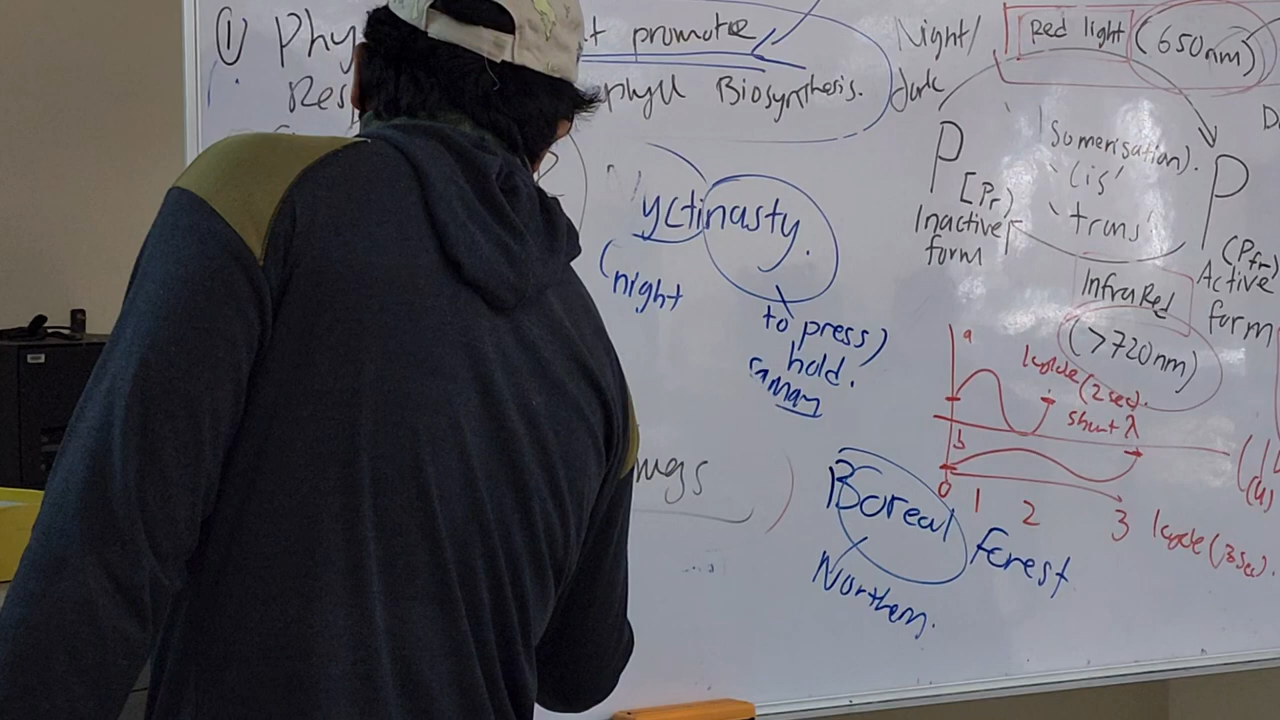 ① Phy t promote
Res phyll Biosynthesis.
yctinasty.
(night
to press)
hold.
ngs
Boreal forest
Northern.
Night/
dark
Red light (650nm)
P
[Pr)
Inactive
form
Isomerisation).
'Cis'
'trans'
P
(Pfr)
Active
form
Infrared
(>720nm)
a
1cycle (2sec).
short λ
b
0 1 2 3 1cycle (3sec).